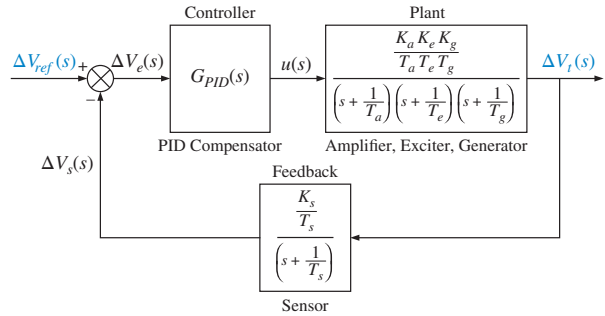 Controller
Plant
ΔV_ref(s) +
−
ΔV_e(s)
G_PID(s)
u(s)
K_a K_e K_g
T_a T_e T_g
(s + 1/T_a) (s + 1/T_e) (s + 1/T_g)
ΔV_t(s)
PID Compensator
Amplifier, Exciter, Generator
ΔV_s(s)
Feedback
K_s
T_s
(s + 1/T_s)
Sensor